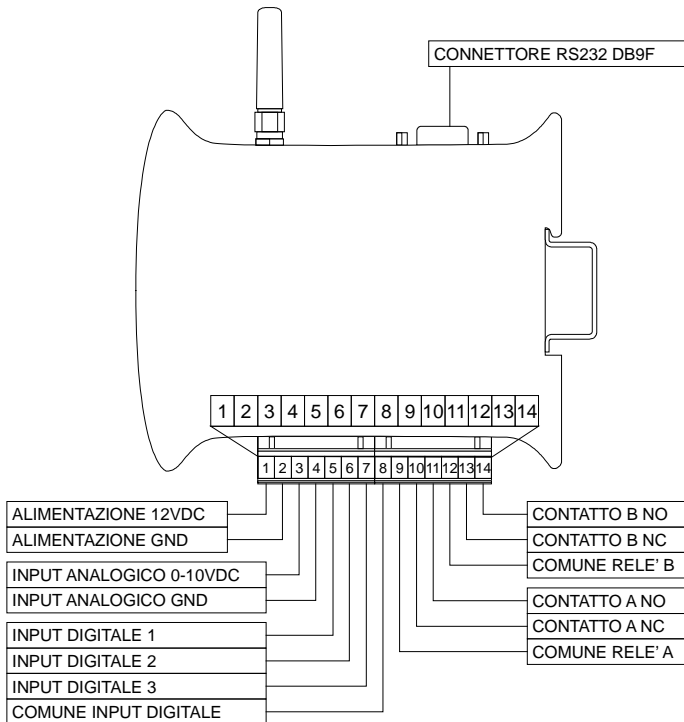 CONNETTORE RS232 DB9F
1 2 3 4 5 6 7 8 9 10 11 12 13 14
1 2 3 4 5 6 7 8 9 10 11 12 13 14
ALIMENTAZIONE 12VDC
ALIMENTAZIONE GND
INPUT ANALOGICO 0-10VDC
INPUT ANALOGICO GND
INPUT DIGITALE 1
INPUT DIGITALE 2
INPUT DIGITALE 3
COMUNE INPUT DIGITALE
CONTATTO B NO
CONTATTO B NC
COMUNE RELE' B
CONTATTO A NO
CONTATTO A NC
COMUNE RELE' A